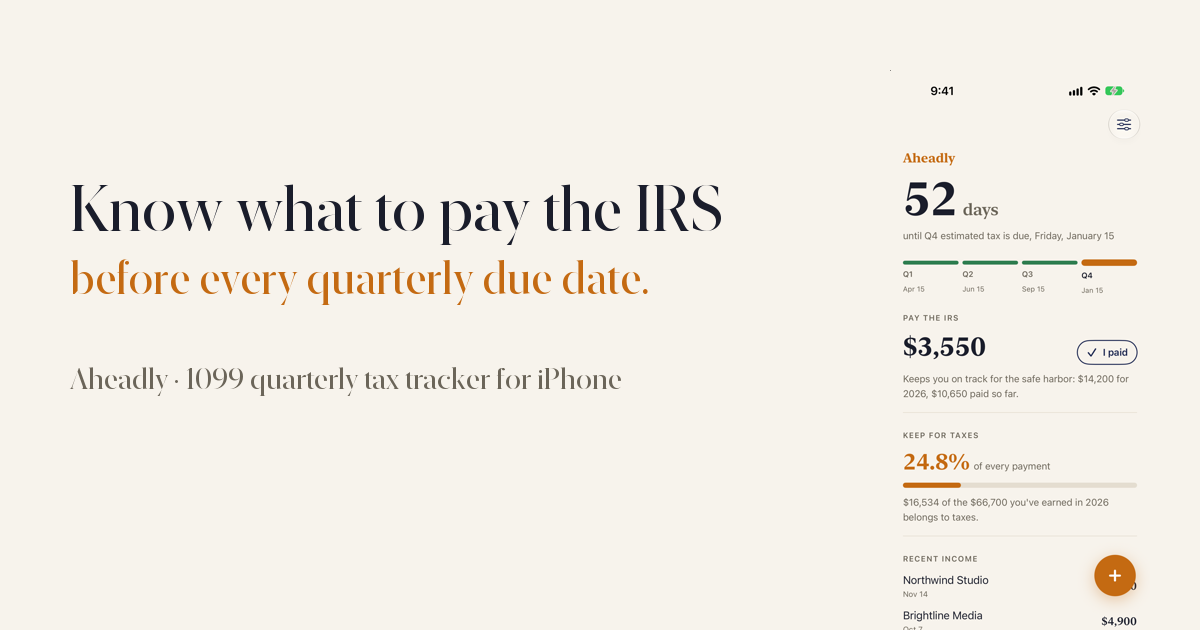 Know what to pay the IRS
before every quarterly due date.
Aheadly · 1099 quarterly tax tracker for iPhone
9:41
Aheadly
52 days
until Q4 estimated tax is due, Friday, January 15
Q1 Q2 Q3 Q4
Apr 15 Jun 15 Sep 15 Jan 15
PAY THE IRS
$3,550 I paid
Keeps you on track for the safe harbor: $14,200 for
2026, $10,650 paid so far.
KEEP FOR TAXES
24.8% of every payment
$16,534 of the $66,700 you've earned in 2026
belongs to taxes.
RECENT INCOME
Northwind Studio
Nov 14
Brightline Media $4,900